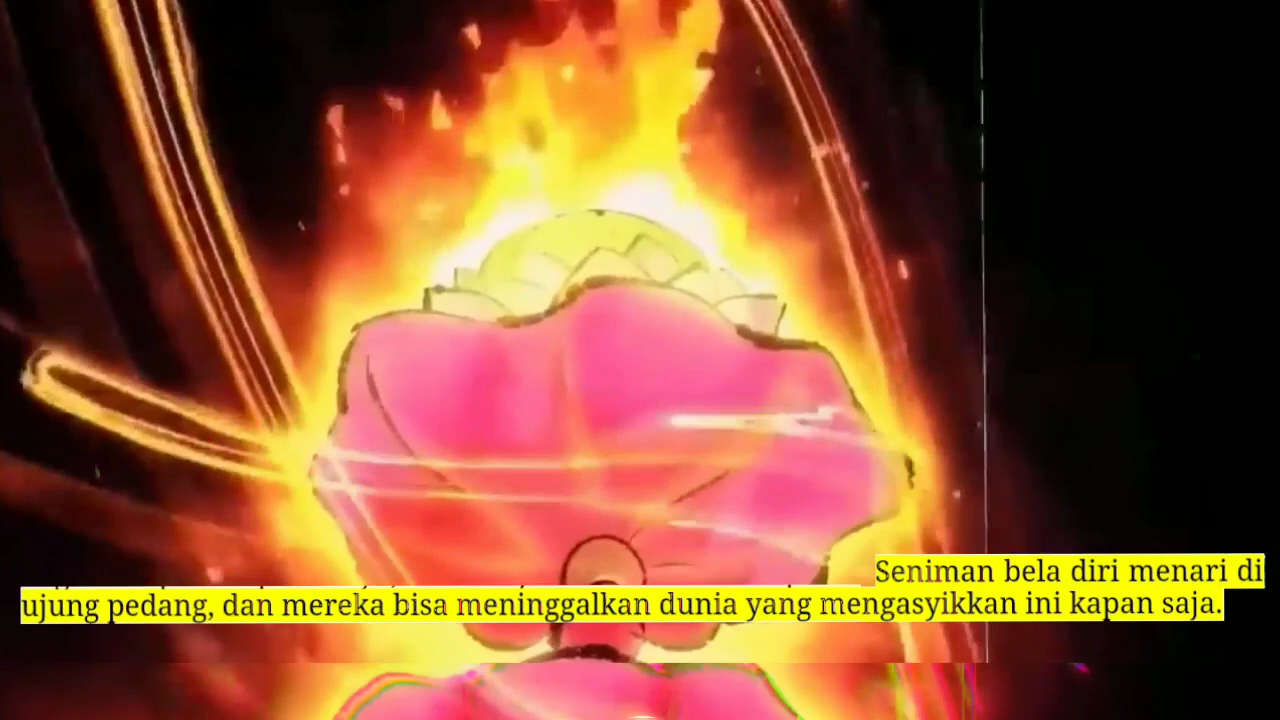 Seniman bela diri menari di
ujung pedang, dan mereka bisa meninggalkan dunia yang mengasyikkan ini kapan saja.